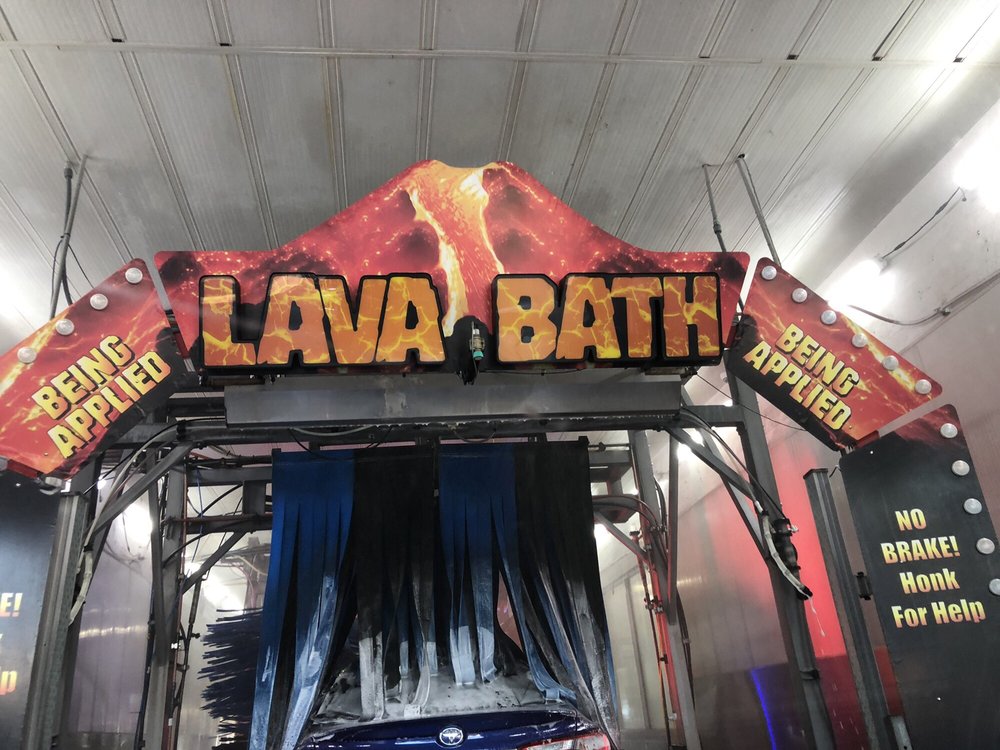 LAVA BATH
BEING
APPLIED
BEING
APPLIED
NO
BRAKE!
Honk
For Help